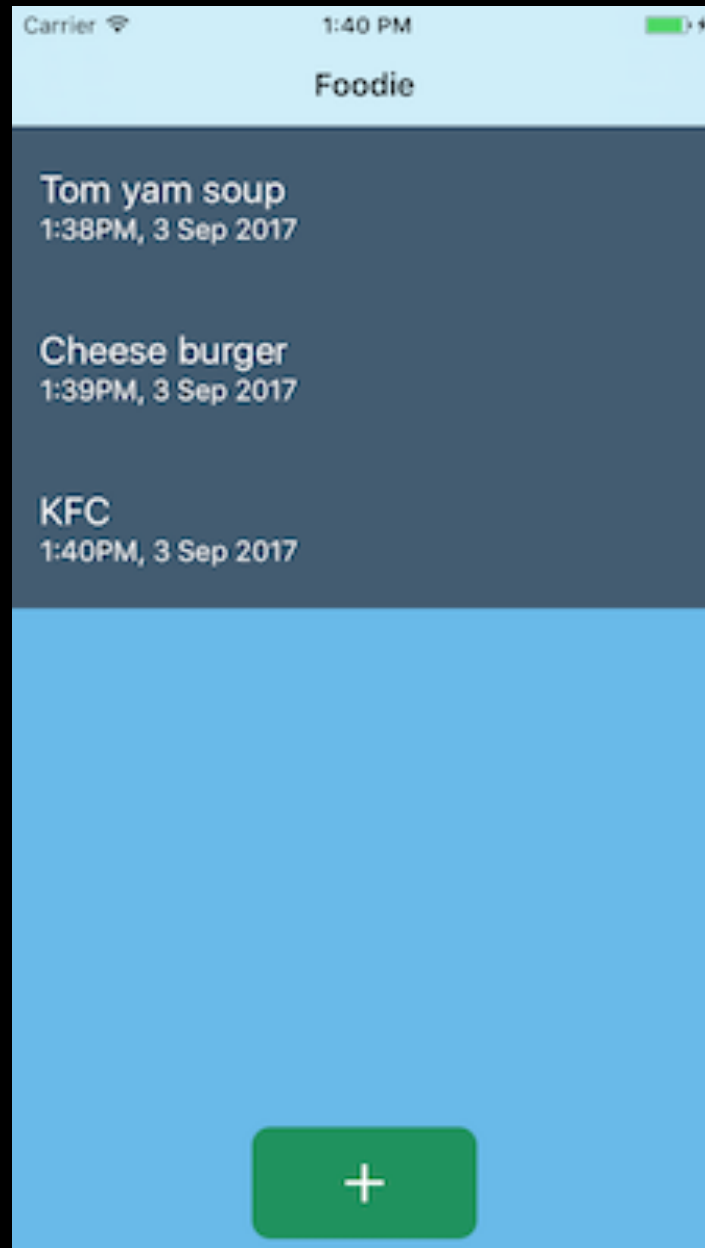 Carrier
1:40 PM
Foodie
Tom yam soup
1:38PM, 3 Sep 2017
Cheese burger
1:39PM, 3 Sep 2017
KFC
1:40PM, 3 Sep 2017
+